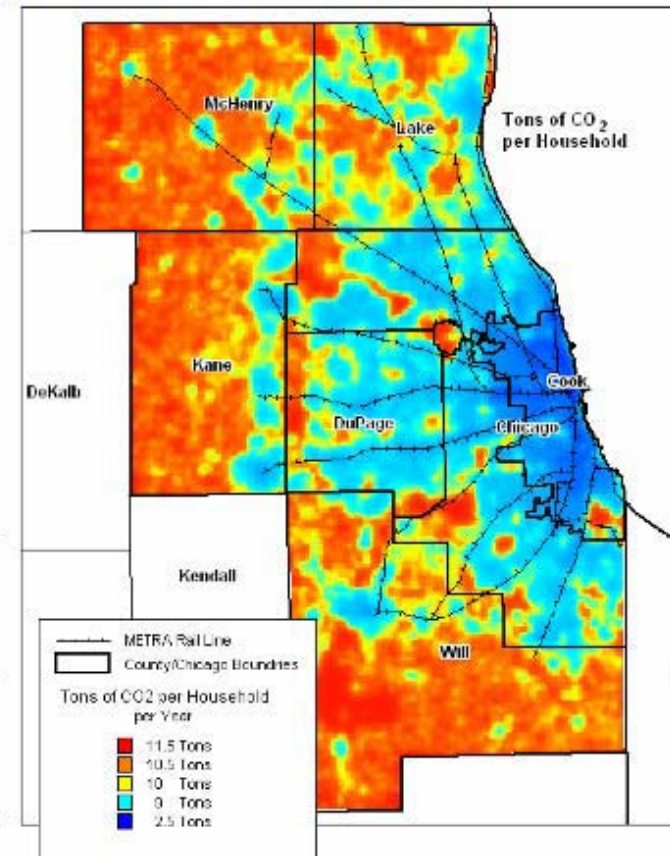 Tons of CO2
per Household
McHenry
Lake
Kane
Cook
DeKalb
DuPage
Chicago
Kendall
Will
METRA Rail Line
County/Chicago Boundries
Tons of CO2 per Household
per Year
11.5 Tons
10.5 Tons
10 Tons
9 Tons
2.5 Tons